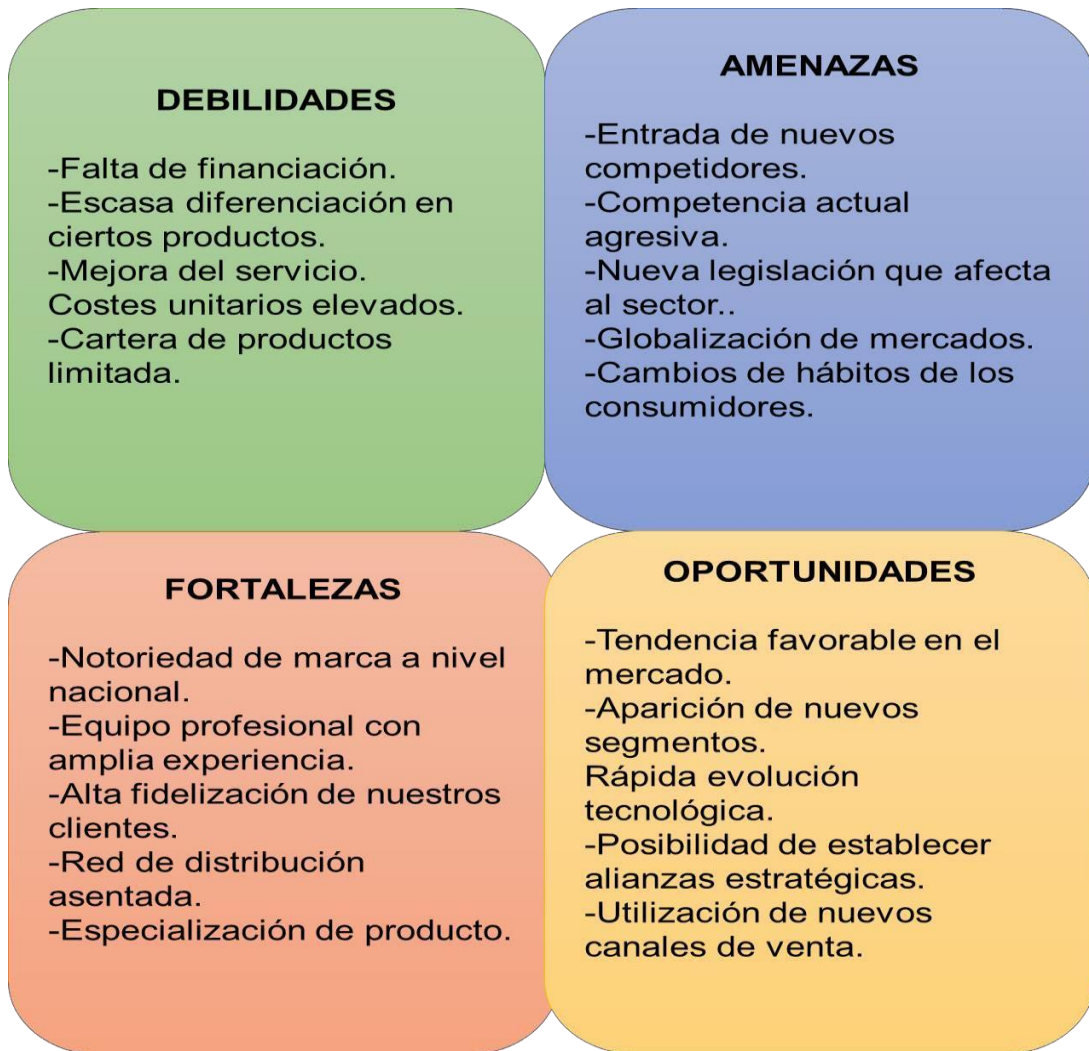 DEBILIDADES
-Falta de financiación.
-Escasa diferenciación en
ciertos productos.
-Mejora del servicio.
Costes unitarios elevados.
-Cartera de productos
limitada.
AMENAZAS
-Entrada de nuevos
competidores.
-Competencia actual
agresiva.
-Nueva legislación que afecta
al sector..
-Globalización de mercados.
-Cambios de hábitos de los
consumidores.
FORTALEZAS
-Notoriedad de marca a nivel
nacional.
-Equipo profesional con
amplia experiencia.
-Alta fidelización de nuestros
clientes.
-Red de distribución
asentada.
-Especialización de producto.
OPORTUNIDADES
-Tendencia favorable en el
mercado.
-Aparición de nuevos
segmentos.
Rápida evolución
tecnológica.
-Posibilidad de establecer
alianzas estratégicas.
-Utilización de nuevos
canales de venta.